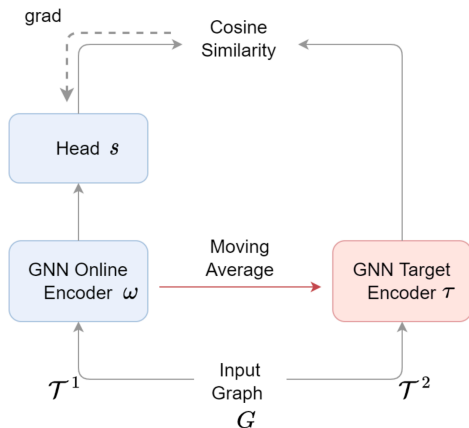 grad
Cosine
Similarity
Head s
GNN Online
Encoder ω
Moving
Average
GNN Target
Encoder τ
𝒯¹
Input
Graph
G
𝒯²